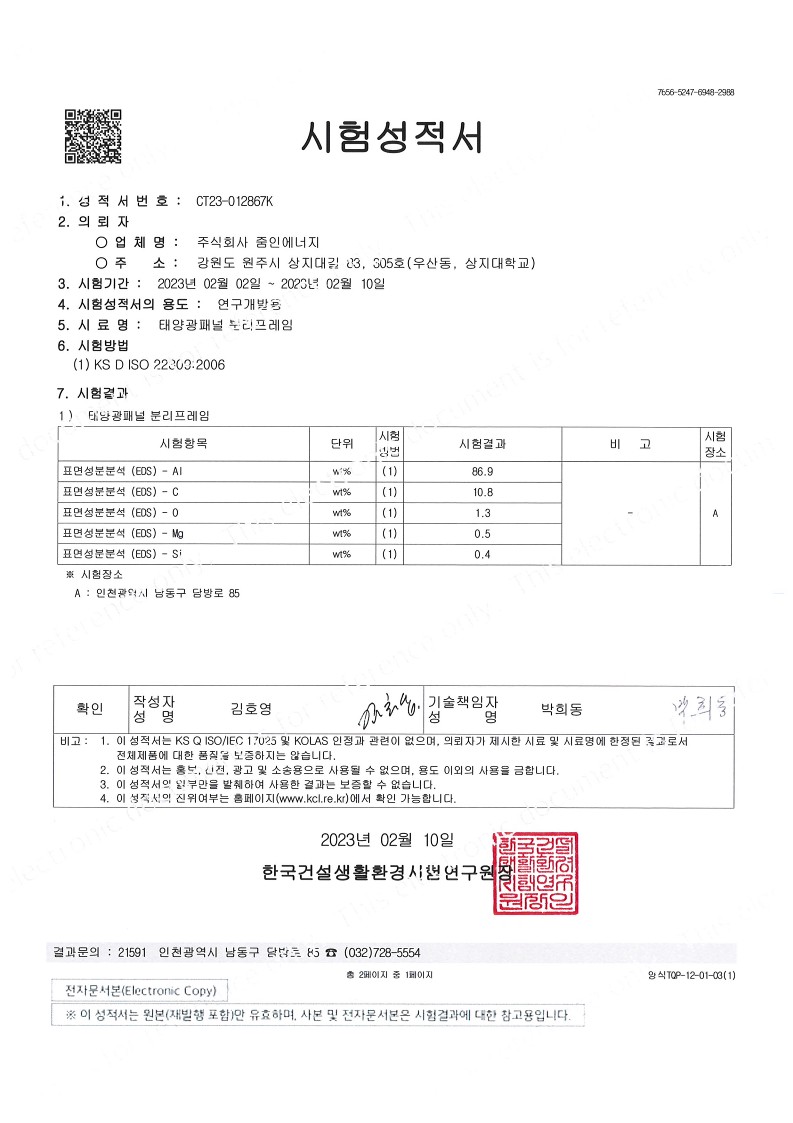 7656-5247-6948-2988
시험성적서
1. 성 적 서 번 호 : CT23-012867K
2. 의 뢰 자
○ 업 체 명 : 주식회사 줌인에너지
○ 주 소 : 강원도 원주시 상지대길 83, 805호(우산동, 상지대학교)
3. 시험기간 : 2023년 02월 02일 ~ 2023년 02월 10일
4. 시험성적서의 용도 : 연구개발용
5. 시 료 명 : 태양광패널 분리프레임
6. 시험방법
(1) KS D ISO 22309:2006
7. 시험결과
1) 태양광패널 분리프레임
시험항목 단위 시험방법 시험결과 비 고 시험장소
표면성분분석 (EDS) - Al wt% (1) 86.9
표면성분분석 (EDS) - C wt% (1) 10.8
표면성분분석 (EDS) - O wt% (1) 1.3 - A
표면성분분석 (EDS) - Mg wt% (1) 0.5
표면성분분석 (EDS) - Si wt% (1) 0.4
※ 시험장소
A : 인천광역시 남동구 당방로 85
확인 작성자 성 명 김호영 기술책임자 성 명 박희동 박희동
비고 : 1. 이 성적서는 KS Q ISO/IEC 17025 및 KOLAS 인정과 관련이 없으며, 의뢰자가 제시한 시료 및 시료명에 한정된 결과로서
전체제품에 대한 품질을 보증하지는 않습니다.
2. 이 성적서는 홍보, 선전, 광고 및 소송용으로 사용될 수 없으며, 용도 이외의 사용을 금합니다.
3. 이 성적서의 일부만을 발췌하여 사용한 결과는 보증할 수 없습니다.
4. 이 성적서의 진위여부는 홈페이지(www.kcl.re.kr)에서 확인 가능합니다.
2023년 02월 10일
한국건설생활환경시험연구원장
결과문의 : 21591 인천광역시 남동구 당방로 85 ☎ (032)728-5554
총 2페이지 중 1페이지
양식TQP-12-01-03(1)
전자문서본(Electronic Copy)
※ 이 성적서는 원본(재발행 포함)만 유효하며, 사본 및 전자문서본은 시험결과에 대한 참고용입니다.